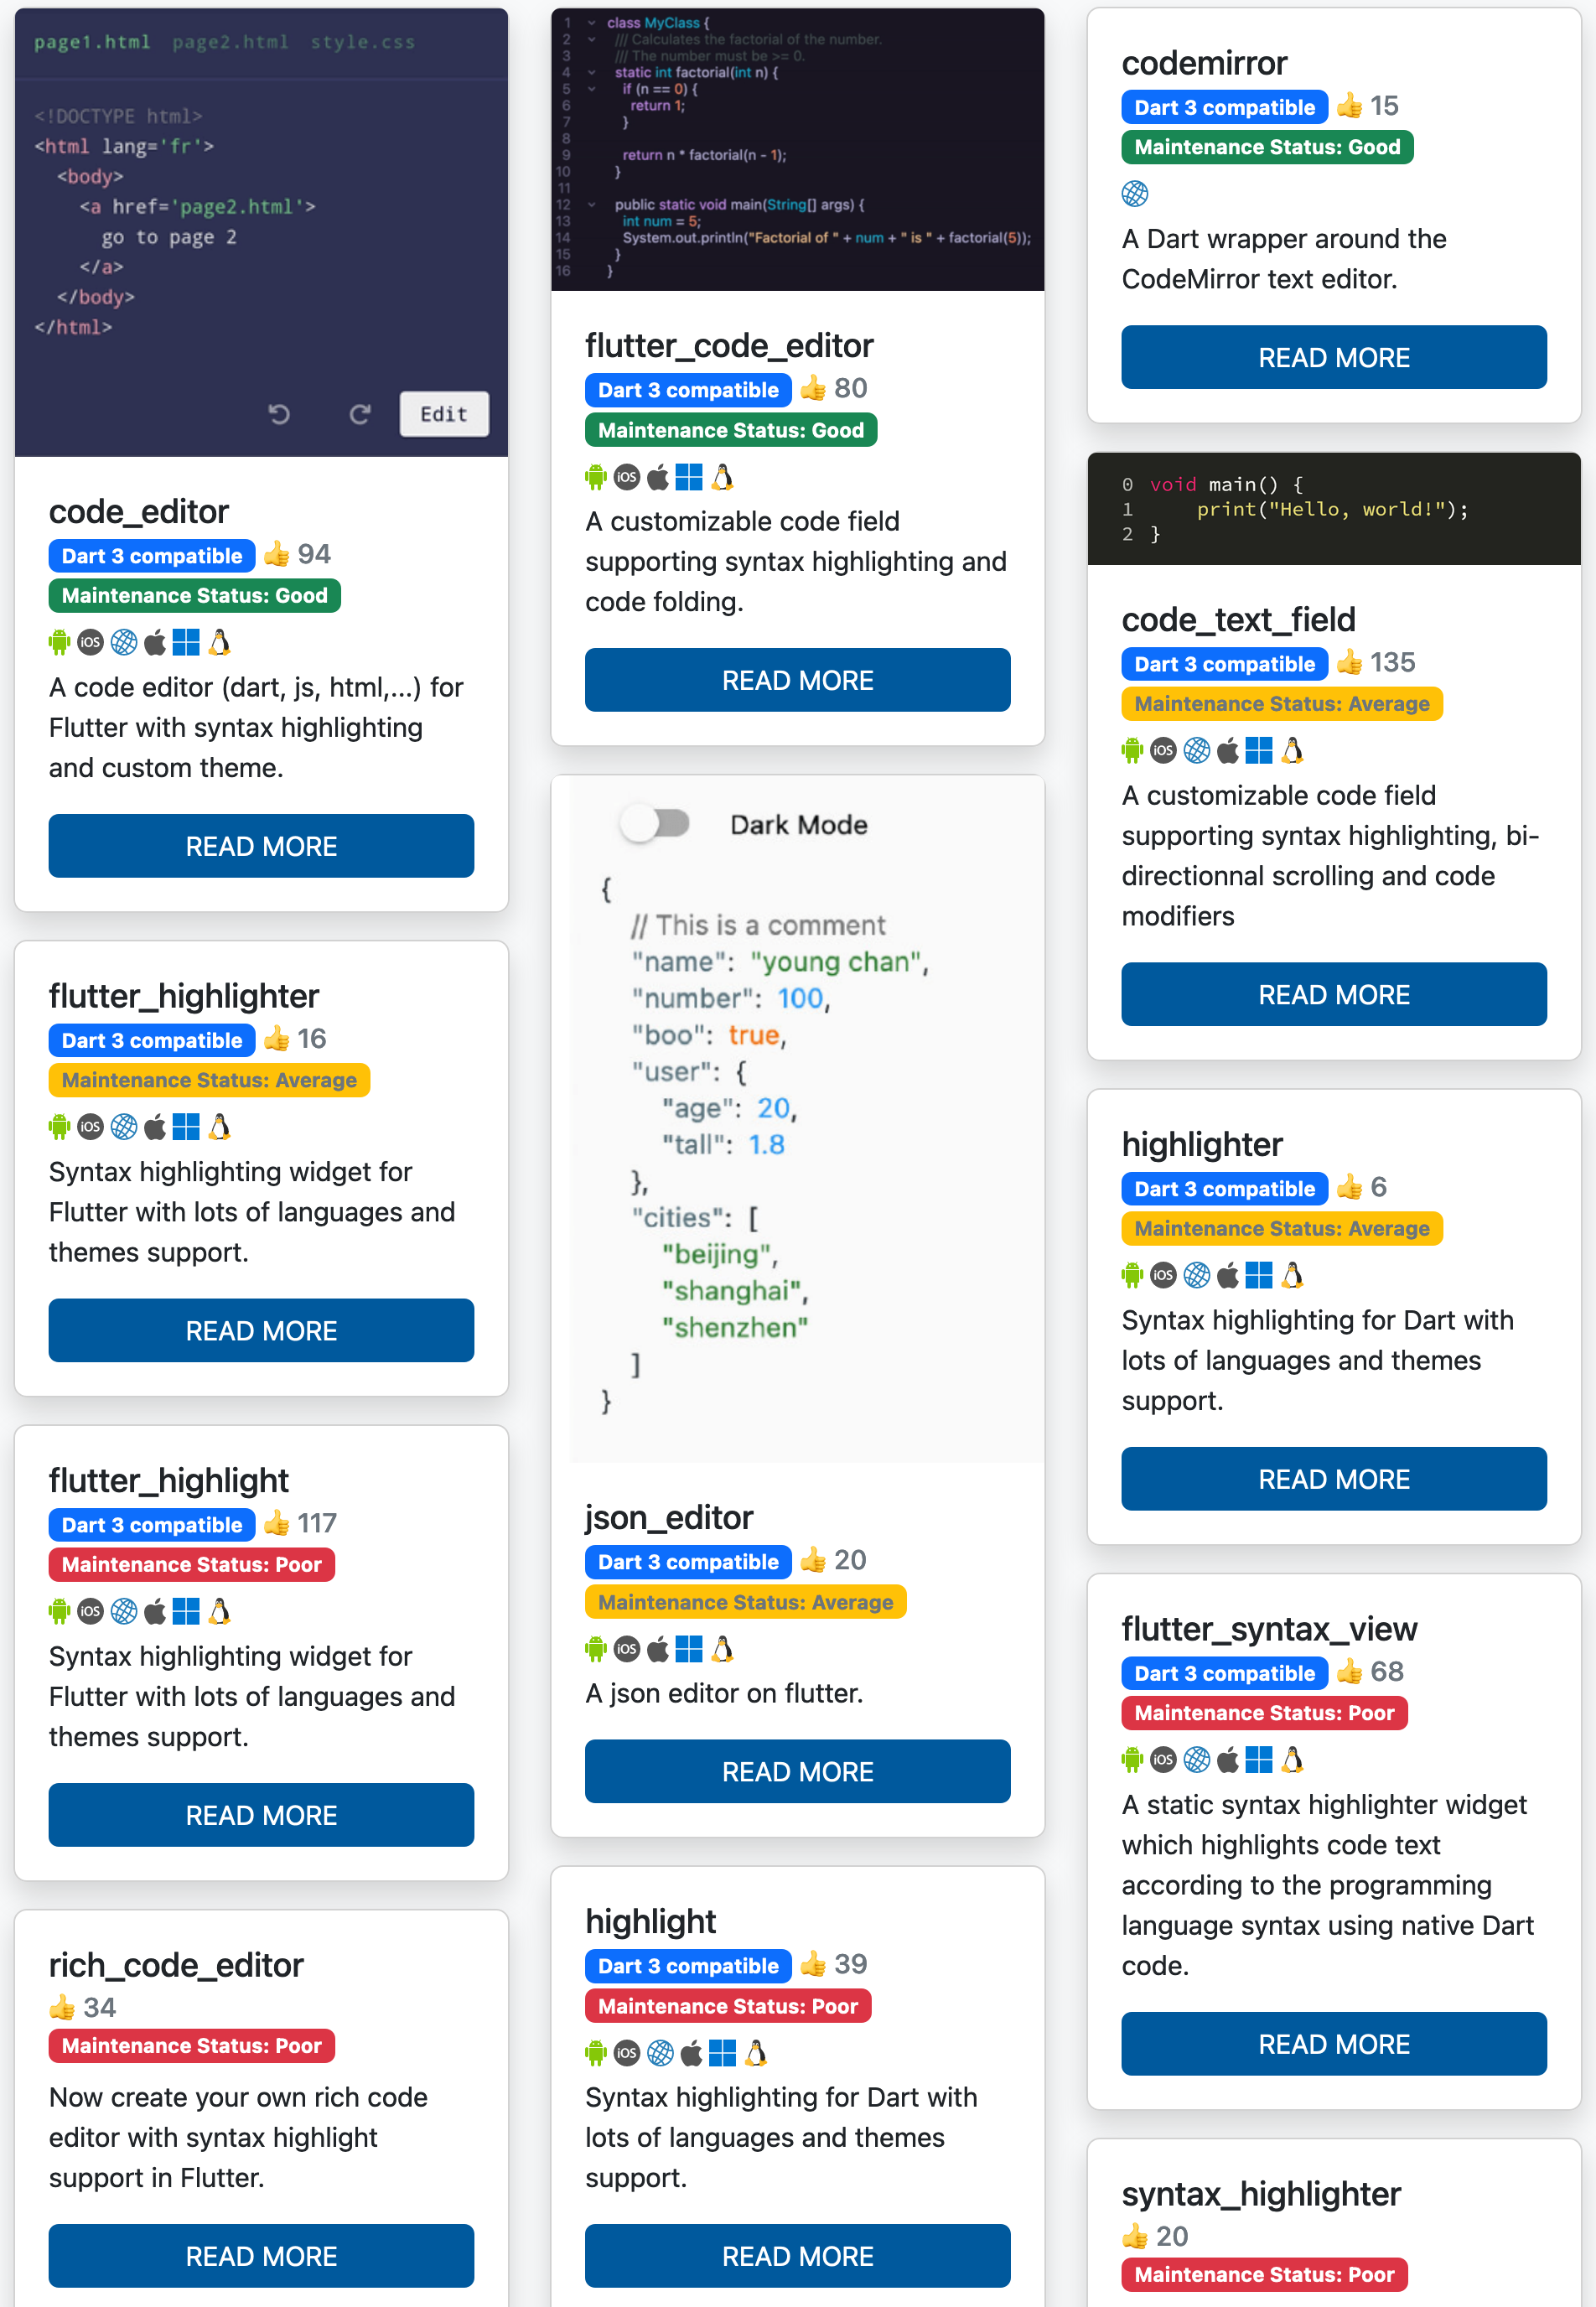 page1.html page2.html style.css
<!DOCTYPE html>
<html lang='fr'>
<body>
<a href='page2.html'>
go to page 2
</a>
</body>
</html>
Edit
code_editor
Dart 3 compatible 👍 94
Maintenance Status: Good
iOS
A code editor (dart, js, html,...) for
Flutter with syntax highlighting
and custom theme.
READ MORE
flutter_highlighter
Dart 3 compatible 👍 16
Maintenance Status: Average
iOS
Syntax highlighting widget for
Flutter with lots of languages and
themes support.
READ MORE
flutter_highlight
Dart 3 compatible 👍 117
Maintenance Status: Poor
iOS
Syntax highlighting widget for
Flutter with lots of languages and
themes support.
READ MORE
rich_code_editor
👍 34
Maintenance Status: Poor
Now create your own rich code
editor with syntax highlight
support in Flutter.
READ MORE
1 class MyClass {
2 /// Calculates the factorial of the number.
3 /// The number must be >= 0.
4 static int factorial(int n) {
5 if (n == 0) {
6 return 1;
7 }
8
9 return n * factorial(n - 1);
10 }
11
12 public static void main(String[] args) {
13 int num = 5;
14 System.out.println("Factorial of " + num + " is " + factorial(5));
15 }
16 }
flutter_code_editor
Dart 3 compatible 👍 80
Maintenance Status: Good
iOS
A customizable code field
supporting syntax highlighting and
code folding.
READ MORE
Dark Mode
{
// This is a comment
"name": "young chan",
"number": 100,
"boo": true,
"user": {
"age": 20,
"tall": 1.8
},
"cities": [
"beijing",
"shanghai",
"shenzhen"
]
}
json_editor
Dart 3 compatible 👍 20
Maintenance Status: Average
iOS
A json editor on flutter.
READ MORE
highlight
Dart 3 compatible 👍 39
Maintenance Status: Poor
iOS
Syntax highlighting for Dart with
lots of languages and themes
support.
READ MORE
codemirror
Dart 3 compatible 👍 15
Maintenance Status: Good
A Dart wrapper around the
CodeMirror text editor.
READ MORE
0 void main() {
1 print("Hello, world!");
2 }
code_text_field
Dart 3 compatible 👍 135
Maintenance Status: Average
iOS
A customizable code field
supporting syntax highlighting, bi-
directionnal scrolling and code
modifiers
READ MORE
highlighter
Dart 3 compatible 👍 6
Maintenance Status: Average
iOS
Syntax highlighting for Dart with
lots of languages and themes
support.
READ MORE
flutter_syntax_view
Dart 3 compatible 👍 68
Maintenance Status: Poor
iOS
A static syntax highlighter widget
which highlights code text
according to the programming
language syntax using native Dart
code.
READ MORE
syntax_highlighter
👍 20
Maintenance Status: Poor